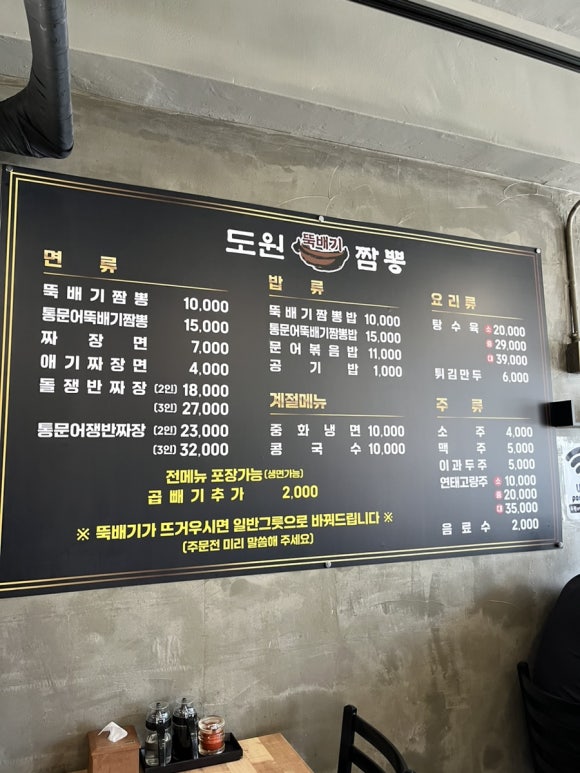 도원 뚝배기 짬뽕
면 류
뚝배기짬뽕 10,000
통문어뚝배기짬뽕 15,000
짜장면 7,000
애기짜장면 4,000
돌쟁반짜장 (2인) 18,000
(3인) 27,000
통문어쟁반짜장 (2인) 23,000
(3인) 32,000
밥 류
뚝배기짬뽕밥 10,000
통문어뚝배기짬뽕밥 15,000
문어볶음밥 11,000
공기밥 1,000
계절메뉴
중화냉면 10,000
콩국수 10,000
요리류
탕수육 소 20,000
중 29,000
대 39,000
튀김만두 6,000
주 류
소주 4,000
맥주 5,000
이과두주 5,000
연태고량주 소 10,000
중 20,000
대 35,000
음료수 2,000
전메뉴 포장가능(생면가능)
곱빼기추가 2,000
※ 뚝배기가 뜨거우시면 일반그릇으로 바꿔드립니다 ※
(주문전 미리 말씀해 주세요)